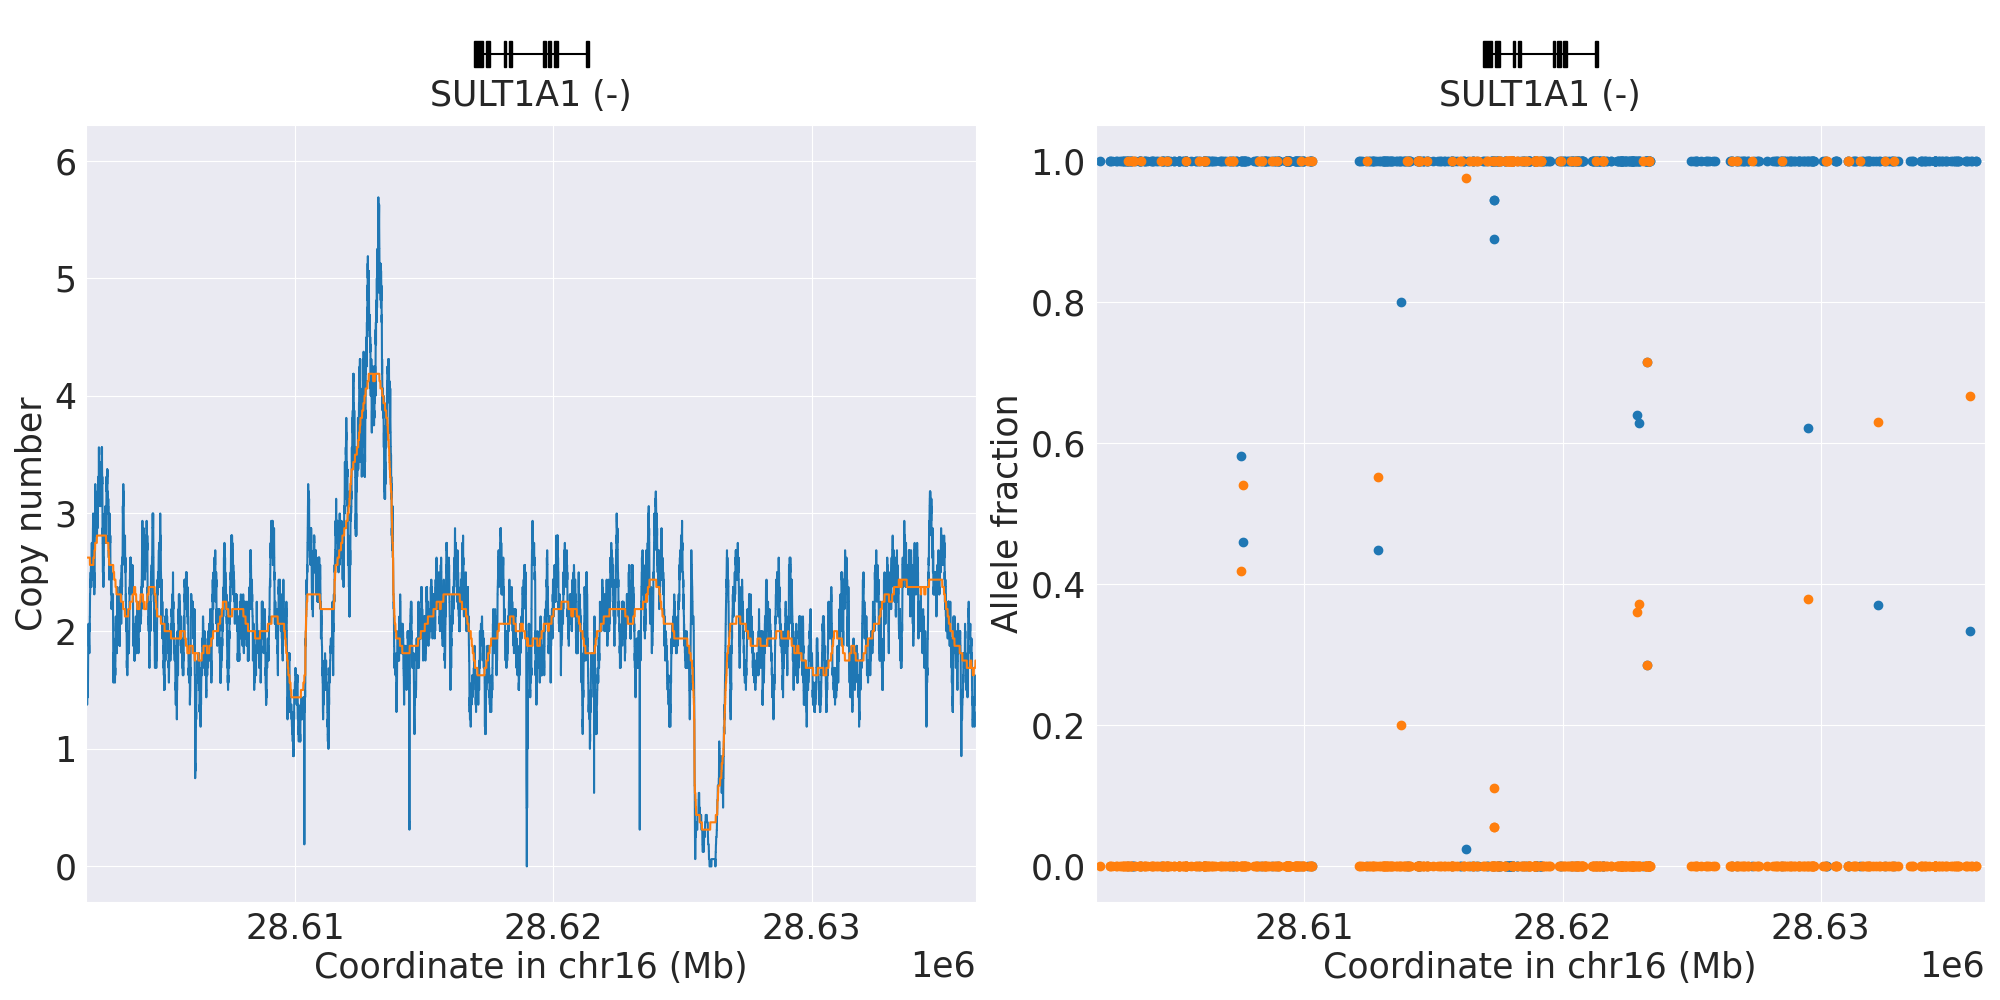 SULT1A1 (-)
Copy number
6
5
4
3
2
1
0
28.61
28.62
28.63
Coordinate in chr16 (Mb)
1e6
SULT1A1 (-)
Allele fraction
1.0
0.8
0.6
0.4
0.2
0.0
28.61
28.62
28.63
Coordinate in chr16 (Mb)
1e6